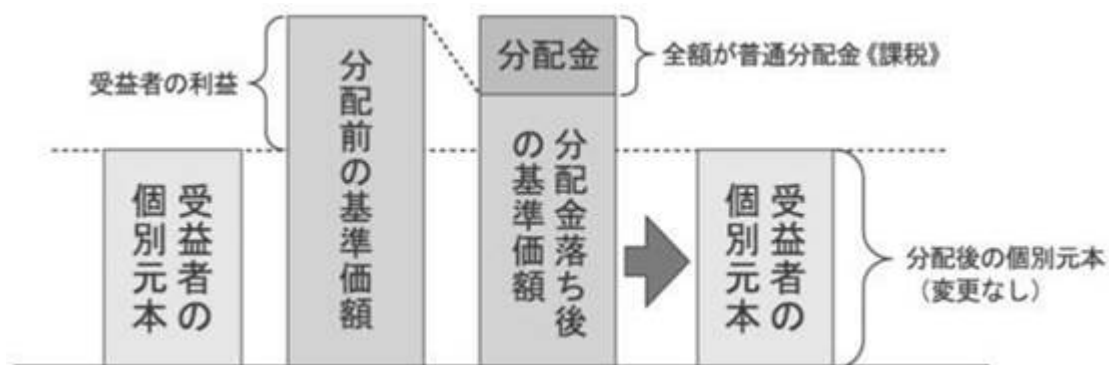 受益者の利益
受益者の
個別元本
分配前の基準価額
分配金
全額が普通分配金《課税》
分配金落ち後
の基準価額
受益者の
個別元本
分配後の個別元本
(変更なし)